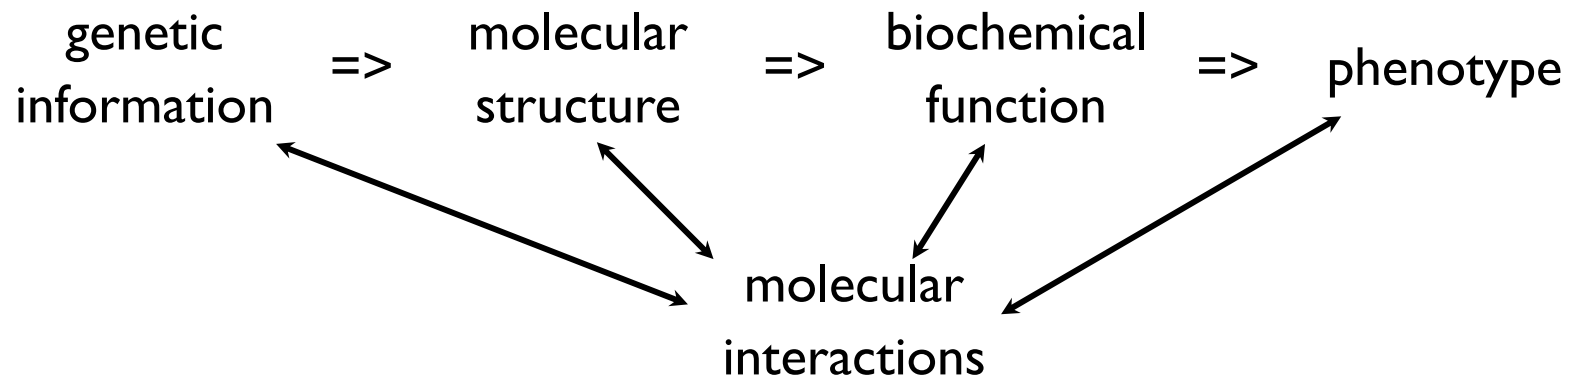 genetic
information
=>
molecular
structure
=>
biochemical
function
=>
phenotype
molecular
interactions